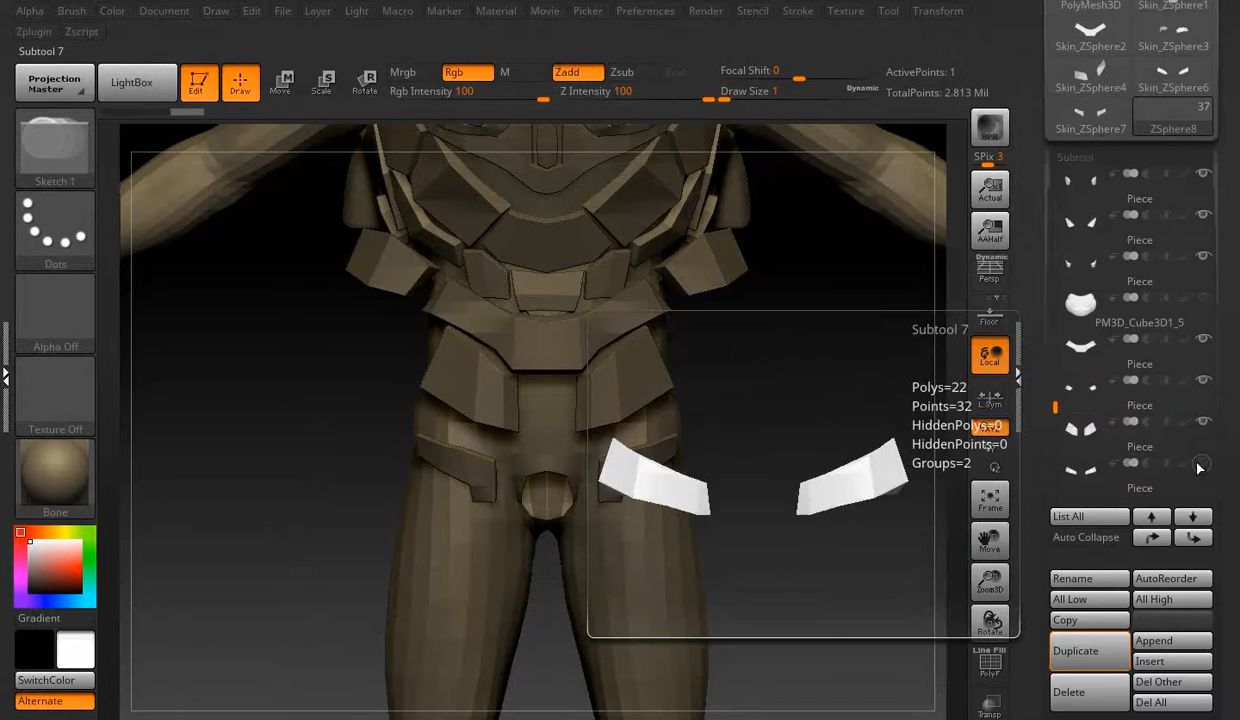 Alpha Brush Color Document Draw Edit File Layer Light Macro Marker Material Movie Picker Preferences Render Stencil Stroke Texture Tool Transform
Zplugin Zscript
Subtool 7
Projection
Master
LightBox
Edit
Draw
Move
Scale
Rotate
Mrgb
Rgb
M
Rgb Intensity 100
Zadd
Zsub
Z Intensity 100
Focal Shift 0
Draw Size 1
Dynamic
ActivePoints: 1
TotalPoints: 2.813 Mil
Sketch 1
Dots
Alpha Off
Texture Off
Bone
Gradient
SwitchColor
Alternate
BPR
SPix 3
Actual
AAHalf
Dynamic
Persp
Floor
Local
L.Sym
Frame
Move
Zoom3D
Rotate
Line Fill
PolyF
Transp
Subtool 7
Polys=22
Points=32
HiddenPolys=0
HiddenPoints=0
Groups=2
PolyMesh3D
Skin_ZSphere1
Skin_ZSphere2
Skin_ZSphere3
Skin_ZSphere4
Skin_ZSphere6
37
Skin_ZSphere7
ZSphere8
Subtool
Piece
Piece
Piece
PM3D_Cube3D1_5
Piece
Piece
Piece
Piece
List All
Auto Collapse
Rename
AutoReorder
All Low
All High
Copy
Duplicate
Append
Insert
Delete
Del Other
Del All